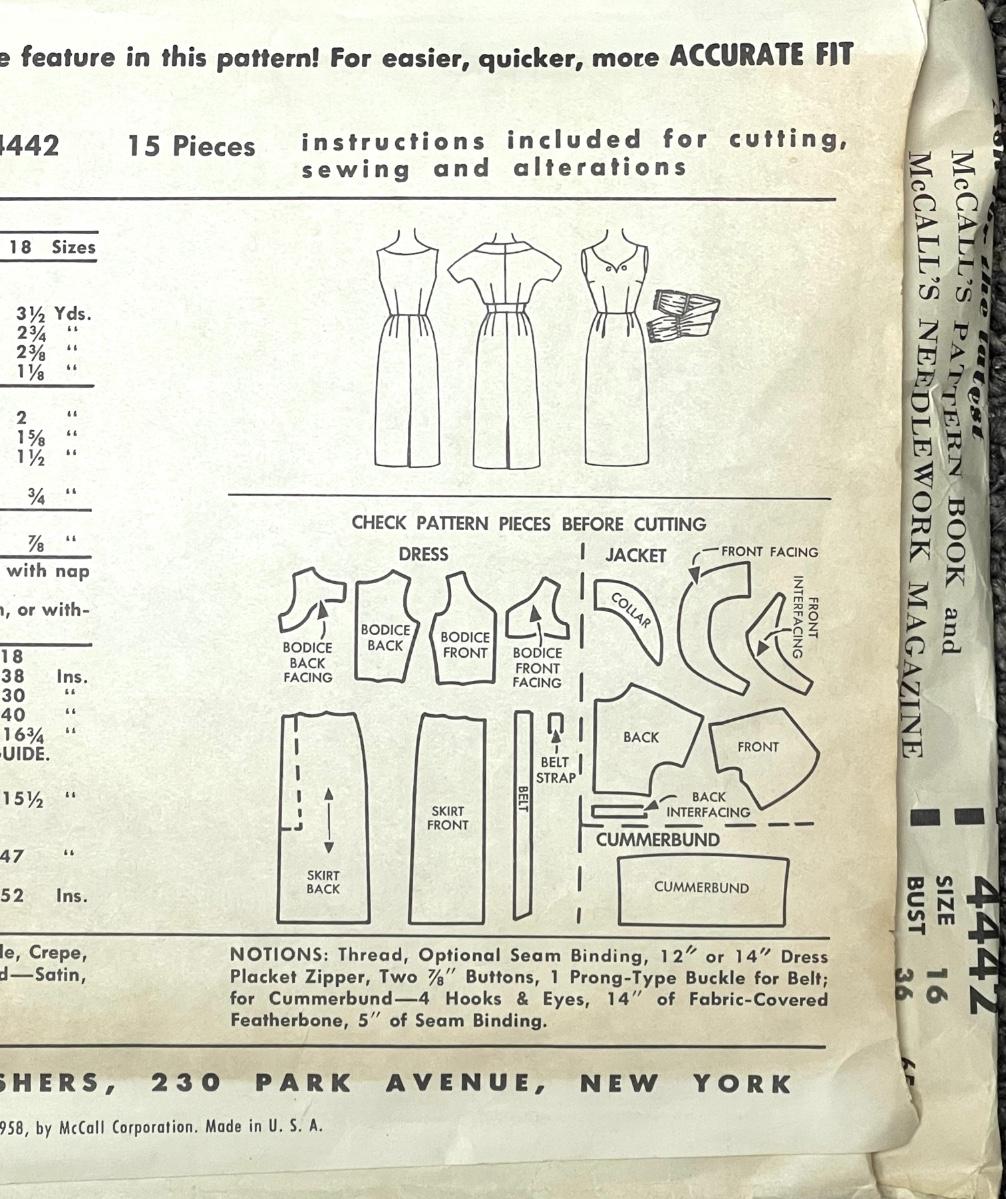 e feature in this pattern! For easier, quicker, more ACCURATE FIT
4442 15 Pieces instructions included for cutting,
sewing and alterations
18 Sizes
3½ Yds.
2¾ “
2⅜ “
1⅛ “
2 “
1⅝ “
1½ “
¾ “
⅞ “
with nap
, or with-
18
38 Ins.
30 “
40 “
16¾ “
GUIDE.
15½ “
47 “
52 Ins.
CHECK PATTERN PIECES BEFORE CUTTING
DRESS
BODICE
BACK
FACING
BODICE
BACK
BODICE
FRONT
BODICE
FRONT
FACING
SKIRT
BACK
SKIRT
FRONT
BELT
BELT
STRAP
JACKET
COLLAR
FRONT FACING
FRONT
INTERFACING
BACK
FRONT
BACK
INTERFACING
CUMMERBUND
CUMMERBUND
le, Crepe,
d—Satin,
NOTIONS: Thread, Optional Seam Binding, 12″ or 14″ Dress
Placket Zipper, Two ⅞″ Buttons, 1 Prong-Type Buckle for Belt;
for Cummerbund—4 Hooks & Eyes, 14″ of Fabric-Covered
Featherbone, 5″ of Seam Binding.
SHERS, 230 PARK AVENUE, NEW YORK
958, by McCall Corporation. Made in U. S. A.
the latest
McCALL'S PATTERN BOOK and
McCALL'S NEEDLEWORK MAGAZINE
4442
SIZE 16
BUST 36